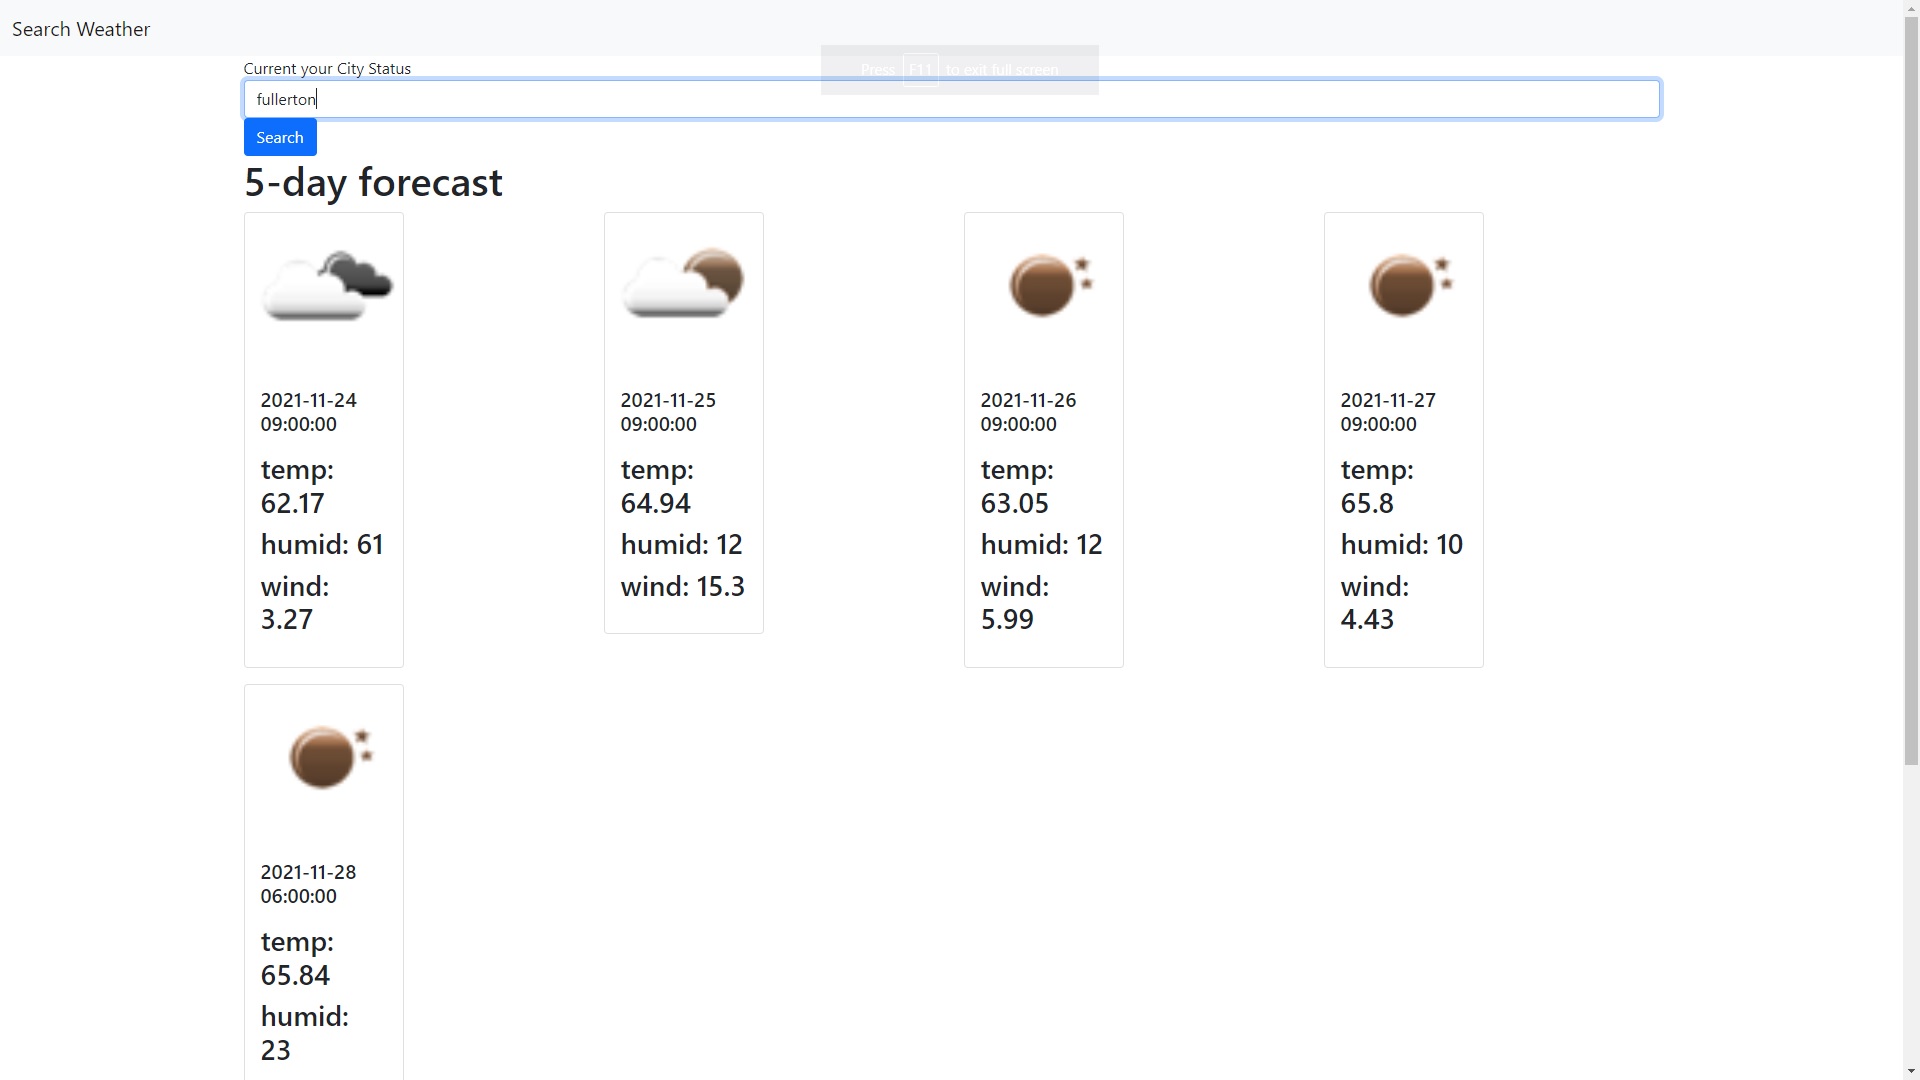 Search Weather
Current your City Status
Press F11 to exit full screen
fullerton
Search
5-day forecast
2021-11-24
09:00:00
temp:
62.17
humid: 61
wind:
3.27
2021-11-25
09:00:00
temp:
64.94
humid: 12
wind: 15.3
2021-11-26
09:00:00
temp:
63.05
humid: 12
wind:
5.99
2021-11-27
09:00:00
temp:
65.8
humid: 10
wind:
4.43
2021-11-28
06:00:00
temp:
65.84
humid:
23